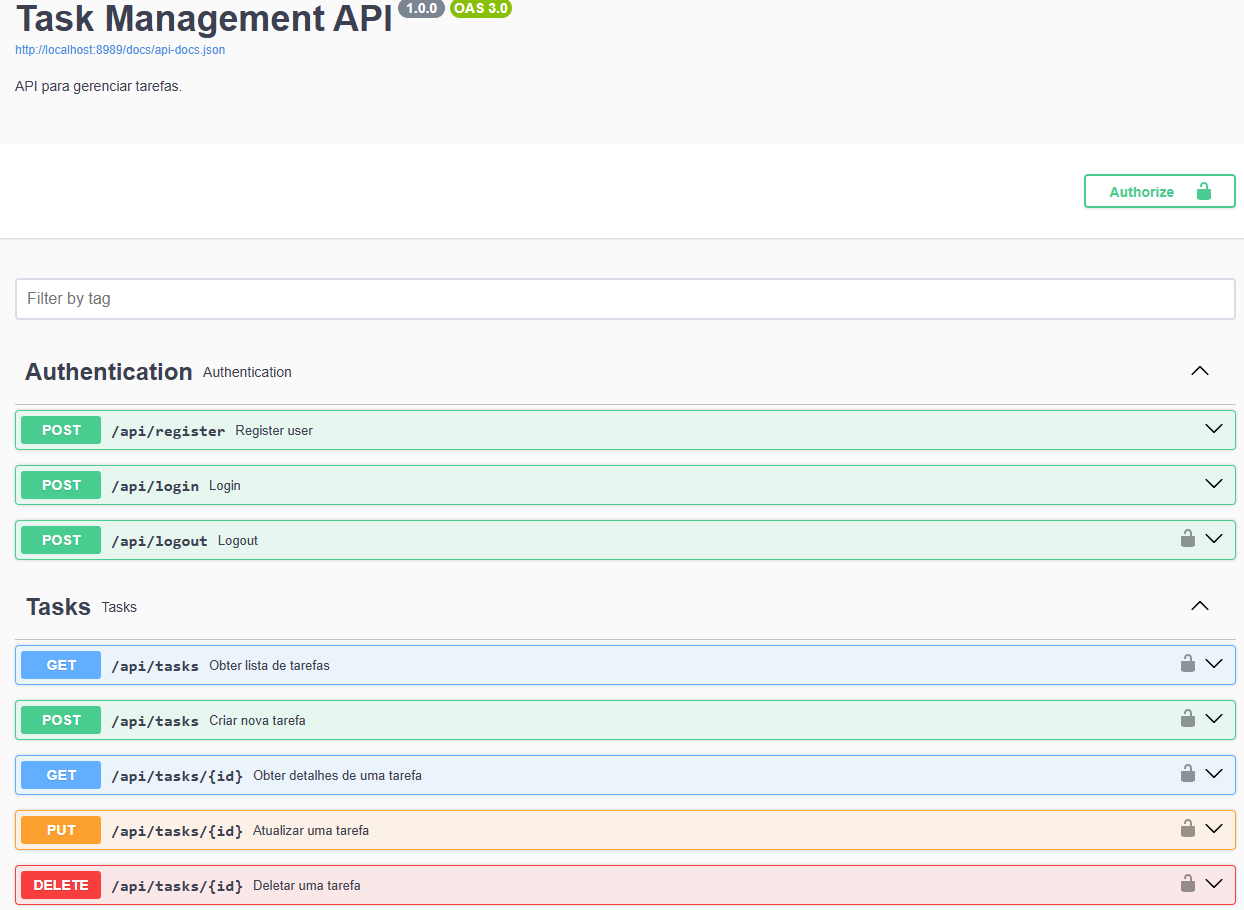 Task Management API 1.0.0 OAS 3.0
http://localhost:8989/docs/api-docs.json
API para gerenciar tarefas.
Authorize
Filter by tag
Authentication Authentication
POST /api/register Register user
POST /api/login Login
POST /api/logout Logout
Tasks Tasks
GET /api/tasks Obter lista de tarefas
POST /api/tasks Criar nova tarefa
GET /api/tasks/{id} Obter detalhes de uma tarefa
PUT /api/tasks/{id} Atualizar uma tarefa
DELETE /api/tasks/{id} Deletar uma tarefa